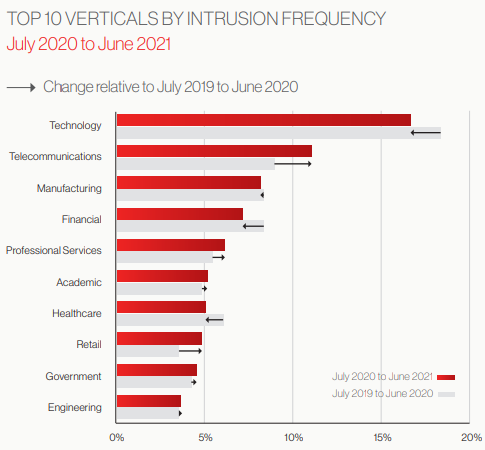 TOP 10 VERTICALS BY INTRUSION FREQUENCY
July 2020 to June 2021
Change relative to July 2019 to June 2020
Technology
Telecommunications
Manufacturing
Financial
Professional Services
Academic
Healthcare
Retail
Government
Engineering
July 2020 to June 2021
July 2019 to June 2020
0% 5% 10% 15% 20%